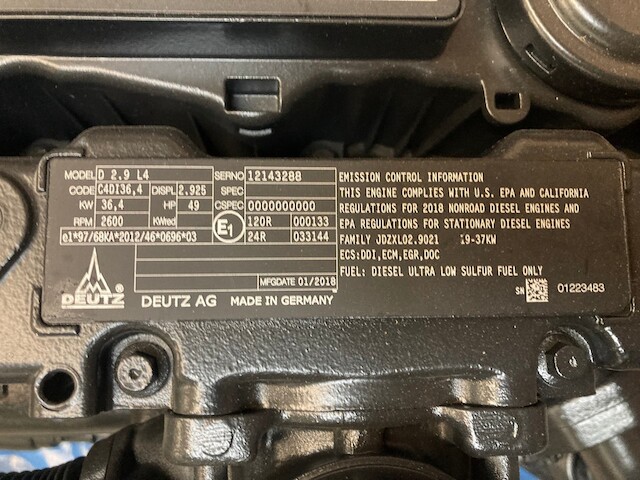 MODEL D 2.9 L4 SERNO 12143288
CODE C4DI36,4 DISPL 2.925 SPEC
KW 36,4 HP 49 CSPEC 0000000000
RPM 2600 KWred E1 120R 000133
e1*97/68KA*2012/46*0696*03 24R 033144
MFGDATE 01/2018
DEUTZ
DEUTZ AG MADE IN GERMANY
EMISSION CONTROL INFORMATION
THIS ENGINE COMPLIES WITH U.S. EPA AND CALIFORNIA
REGULATIONS FOR 2018 NONROAD DIESEL ENGINES AND
EPA REGULATIONS FOR STATIONARY DIESEL ENGINES
FAMILY JDZXL02.9021 19-37KW
ECS:DDI,ECM,EGR,DOC
FUEL: DIESEL ULTRA LOW SULFUR FUEL ONLY
SN 01223483